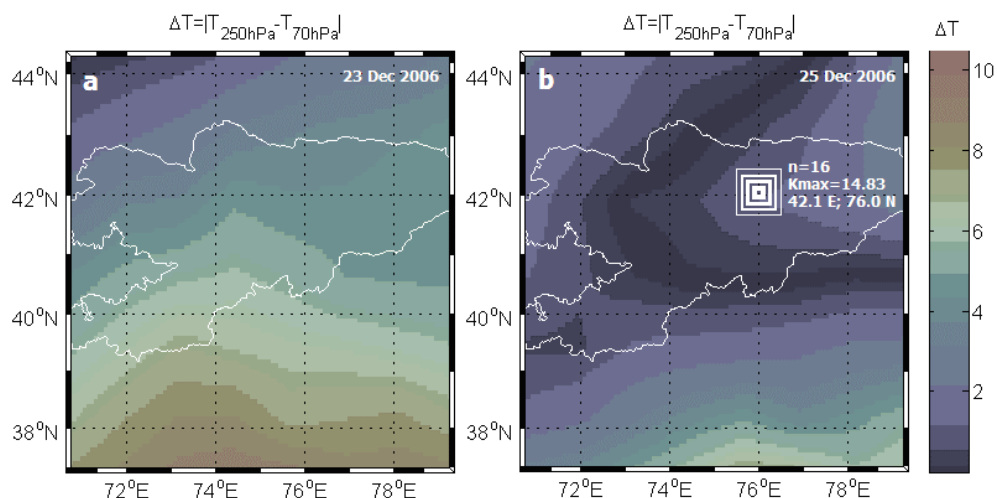 ΔT=|T250hPa-T70hPa|
ΔT=|T250hPa-T70hPa|
ΔT
a
23 Dec 2006
b
25 Dec 2006
44°N
42°N
40°N
38°N
72°E
74°E
76°E
78°E
44°N
42°N
40°N
38°N
72°E
74°E
76°E
78°E
n=16
Kmax=14.83
42.1 E; 76.0 N
10
8
6
4
2